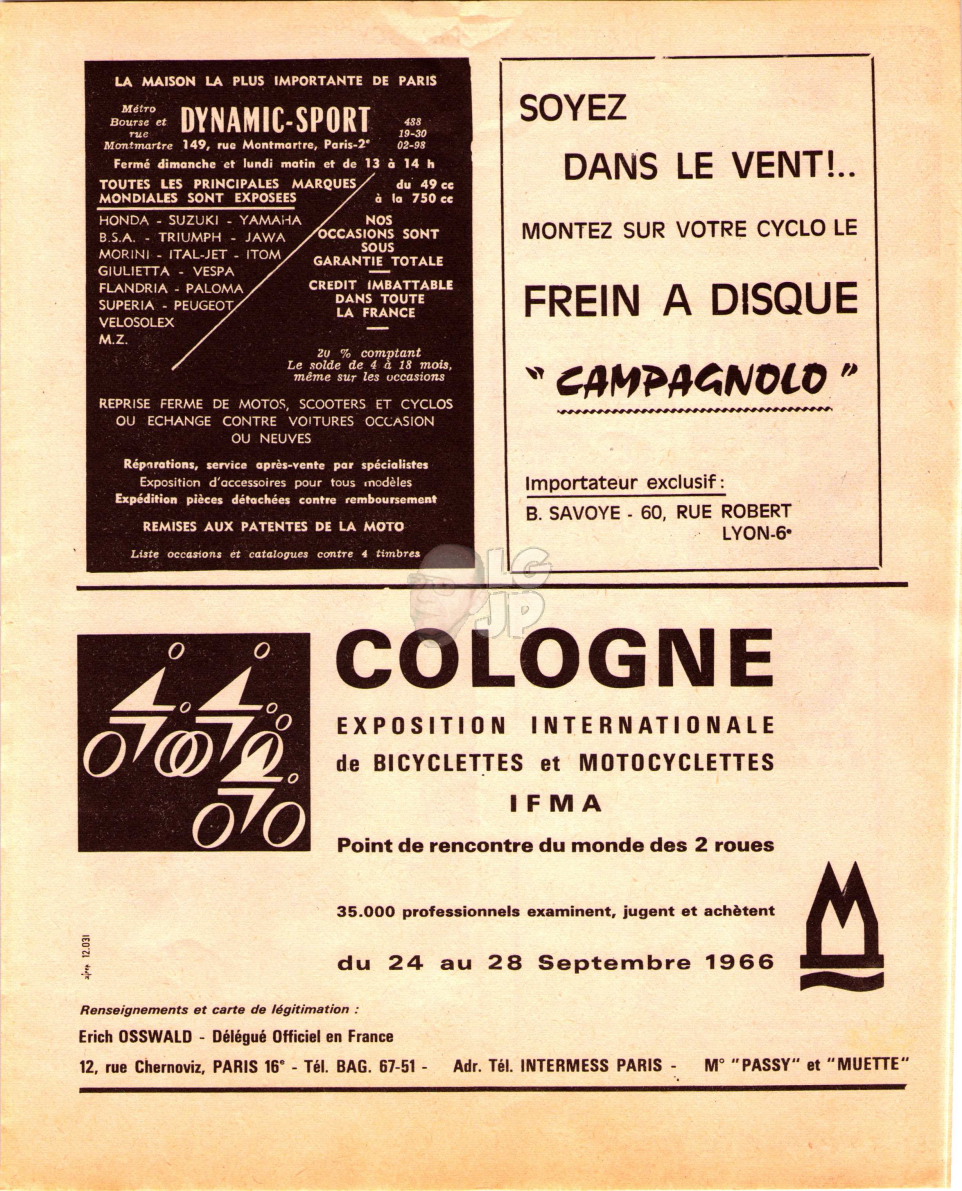 LA MAISON LA PLUS IMPORTANTE DE PARIS
Métro
Bourse et
rue
Montmartre
DYNAMIC-SPORT
149, rue Montmartre, Paris-2e
488
19-30
02-98
Fermé dimanche et lundi matin et de 13 à 14 h
TOUTES LES PRINCIPALES MARQUES
MONDIALES SONT EXPOSEES
du 49 cc
à la 750 cc
HONDA - SUZUKI - YAMAHA
B.S.A. - TRIUMPH - JAWA
MORINI - ITAL-JET - ITOM
GIULIETTA - VESPA
FLANDRIA - PALOMA
SUPERIA - PEUGEOT
VELOSOLEX
M.Z.
NOS
OCCASIONS SONT
SOUS
GARANTIE TOTALE
CREDIT IMBATTABLE
DANS TOUTE
LA FRANCE
20 % comptant
Le solde de 4 à 18 mois,
même sur les occasions
REPRISE FERME DE MOTOS, SCOOTERS ET CYCLOS
OU ECHANGE CONTRE VOITURES OCCASION
OU NEUVES
Réparations, service après-vente par spécialistes
Exposition d'accessoires pour tous modèles
Expédition pièces détachées contre remboursement
REMISES AUX PATENTES DE LA MOTO
Liste occasions et catalogues contre 4 timbres
SOYEZ
DANS LE VENT!..
MONTEZ SUR VOTRE CYCLO LE
FREIN A DISQUE
"CAMPAGNOLO"
Importateur exclusif :
B. SAVOYE - 60, RUE ROBERT
LYON-6e
LG
JP
COLOGNE
EXPOSITION INTERNATIONALE
de BICYCLETTES et MOTOCYCLETTES
IFMA
Point de rencontre du monde des 2 roues
35.000 professionnels examinent, jugent et achètent
du 24 au 28 Septembre 1966
12.031
Renseignements et carte de légitimation :
Erich OSSWALD - Délégué Officiel en France
12, rue Chernoviz, PARIS 16e - Tél. BAG. 67-51 - Adr. Tél. INTERMESS PARIS - M° "PASSY" et "MUETTE"